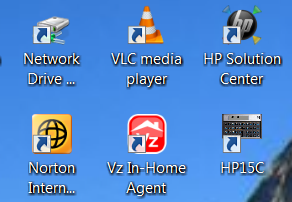 Network
Drive ...
VLC media
player
HP Solution
Center
Norton
Intern...
Vz In-Home
Agent
HP15C